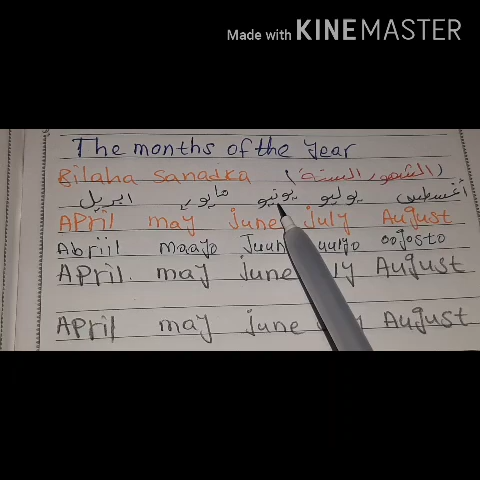 Made with KINEMASTER
The months of the Year
Bilaha Sanadka (الشهور السنة)
ابريل مايو يونيو يوليو أغسطس
April may june july August
Abriil maajo Juun oogosto
April. may june August
April may june August